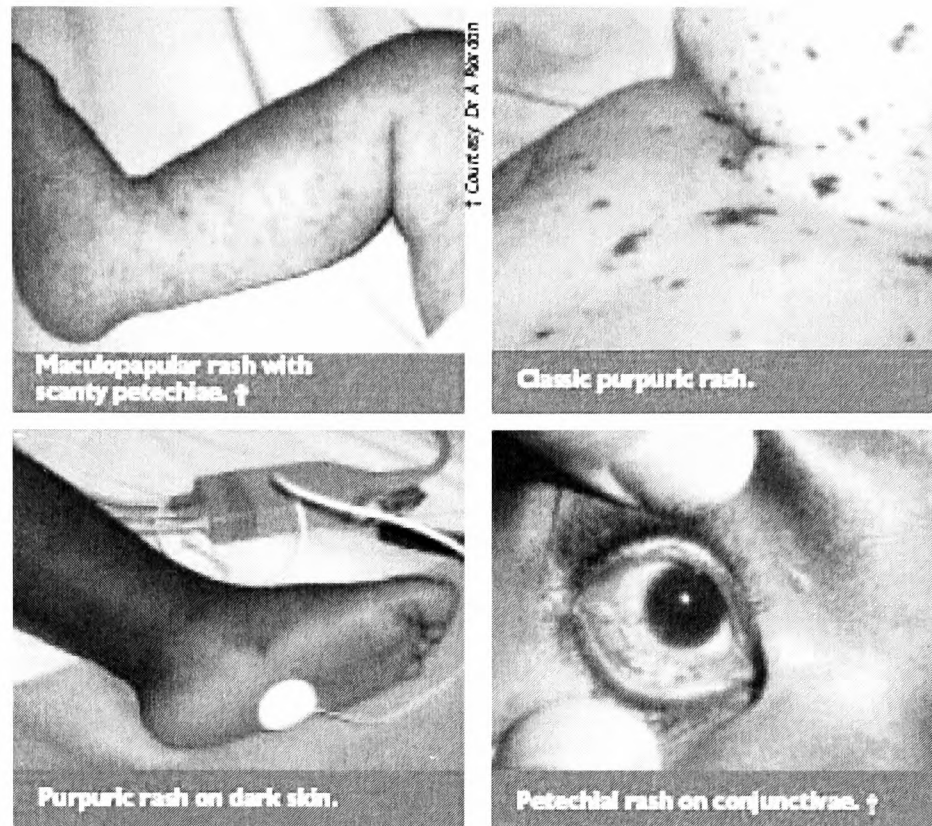 Maculopapular rash with
scanty petechiae. †
† Courtesy Dr A Riordan
Classic purpuric rash.
Purpuric rash on dark skin.
Petechial rash on conjunctivae. †